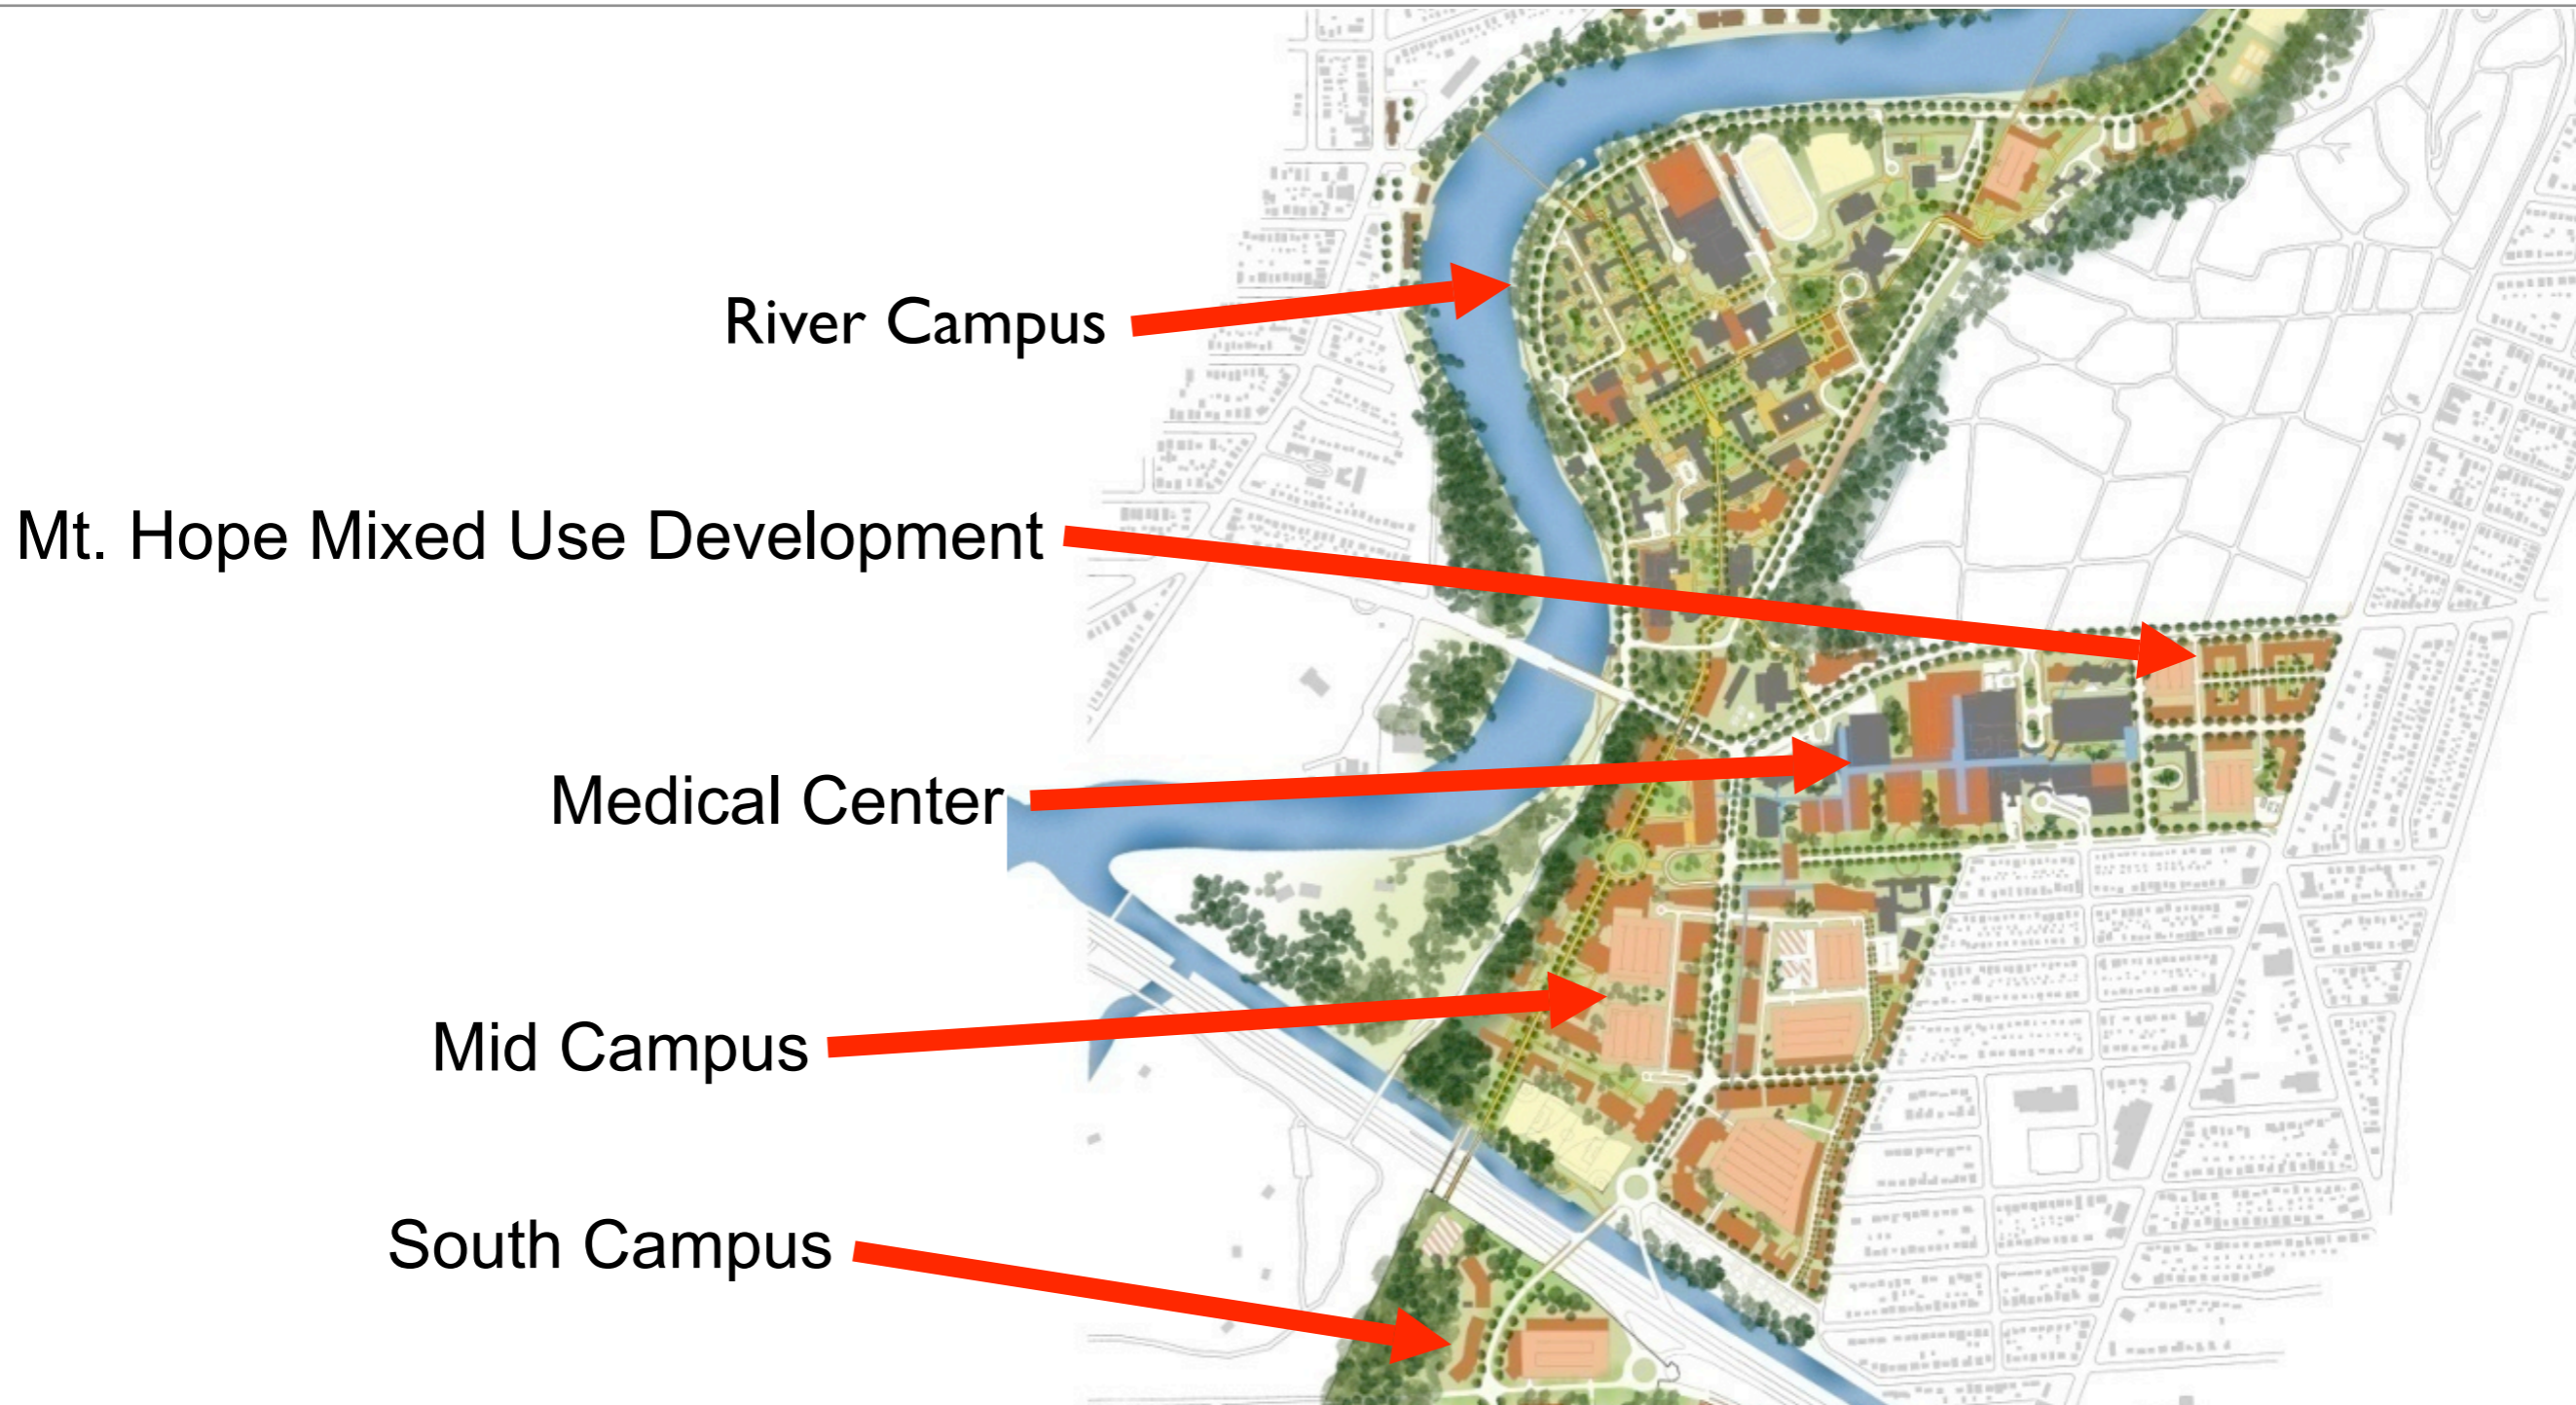 River Campus
Mt. Hope Mixed Use Development
Medical Center
Mid Campus
South Campus